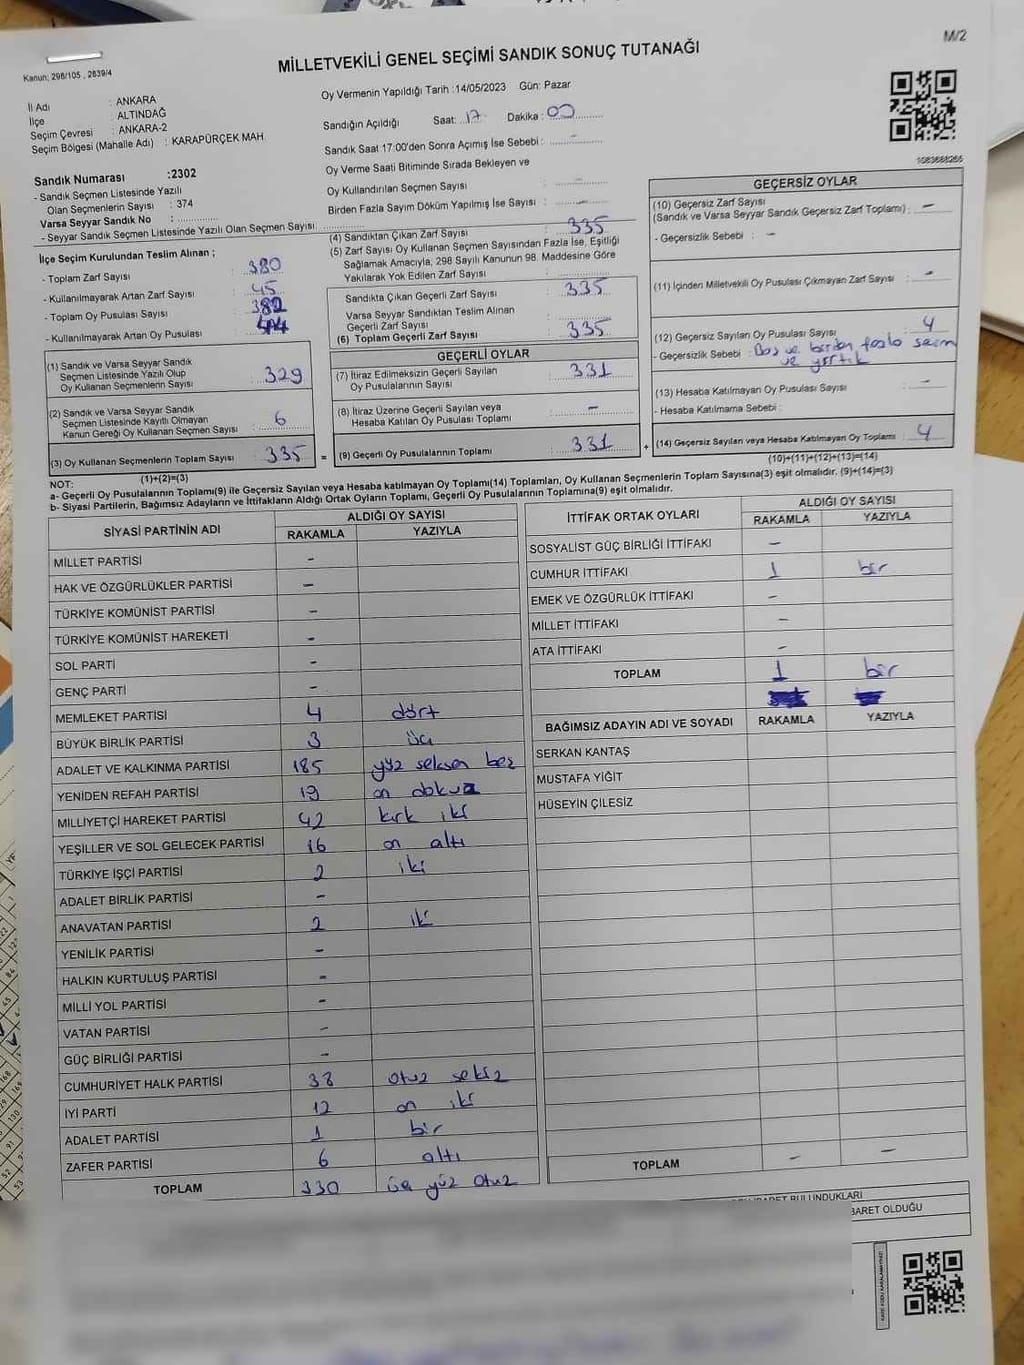 M/2
MİLLETVEKİLİ GENEL SEÇİMİ SANDIK SONUÇ TUTANAĞI
Kanun: 298/105 , 2839/4
İl Adı : ANKARA
İlçe : ALTINDAĞ
Seçim Çevresi : ANKARA-2
Seçim Bölgesi (Mahalle Adı) : KARAPÜRÇEK MAH.
Sandık Numarası :2302
- Sandık Seçmen Listesinde Yazılı
Olan Seçmenlerin Sayısı : 374
Varsa Seyyar Sandık No :
- Seyyar Sandık Seçmen Listesinde Yazılı Olan Seçmen Sayısı
Oy Vermenin Yapıldığı Tarih :14/05/2023 Gün: Pazar
Sandığın Açıldığı Saat: 17 Dakika : 00
Sandık Saat 17:00'den Sonra Açımış İse Sebebi : -
Oy Verme Saati Bitiminde Sırada Bekleyen ve
Oy Kullandırılan Seçmen Sayısı : -
Birden Fazla Sayım Döküm Yapılmış İse Sayısı : -
1083688265
İlçe Seçim Kurulundan Teslim Alınan ;
- Toplam Zarf Sayısı : 380
- Kullanılmayarak Artan Zarf Sayısı : 45
- Toplam Oy Pusulası Sayısı : 382
- Kullanılmayarak Artan Oy Pusulası
(1) Sandık ve Varsa Seyyar Sandık
Seçmen Listesinde Yazılı Olup
Oy Kullanan Seçmenlerin Sayısı : 329
(2) Sandık ve Varsa Seyyar Sandık
Seçmen Listesinde Kayıtlı Olmayan
Kanun Gereği Oy Kullanan Seçmen Sayısı : 6
(3) Oy Kullanan Seçmenlerin Toplam Sayısı : 335
(1)+(2)=(3)
(4) Sandıktan Çıkan Zarf Sayısı : 335
(5) Zarf Sayısı Oy Kullanan Seçmen Sayısından Fazla İse, Eşitliği
Sağlamak Amacıyla, 298 Sayılı Kanunun 98. Maddesine Göre
Yakılarak Yok Edilen Zarf Sayısı :
Sandıkta Çıkan Geçerli Zarf Sayısı : 335
Varsa Seyyar Sandıktan Teslim Alınan
Geçerli Zarf Sayısı :
(6) Toplam Geçerli Zarf Sayısı : 335
GEÇERLİ OYLAR
(7) İtiraz Edilmeksizin Geçerli Sayılan
Oy Pusulalarının Sayısı : 331
(8) İtiraz Üzerine Geçerli Sayılan veya
Hesaba Katılan Oy Pusulası Toplamı : -
= (9) Geçerli Oy Pusulalarının Toplamı : 331
GEÇERSİZ OYLAR
(10) Geçersiz Zarf Sayısı
(Sandık ve Varsa Seyyar Sandık Geçersiz Zarf Toplamı) : -
- Geçersizlik Sebebi : -
(11) İçinden Milletvekili Oy Pusulası Çıkmayan Zarf Sayısı : -
(12) Geçersiz Sayılan Oy Pusulası Sayısı : 4
- Geçersizlik Sebebi : Boş ve birden fazla seçim
ve yırtık
(13) Hesaba Katılmayan Oy Pusulası Sayısı : -
- Hesaba Katılmama Sebebi :
+ (14) Geçersiz Sayılan veya Hesaba Katılmayan Oy Toplamı : 4
(10)+(11)+(12)+(13)=(14)
NOT:
a- Geçerli Oy Pusulalarının Toplamı(9) ile Geçersiz Sayılan veya Hesaba katılmayan Oy Toplamı(14) Toplamları, Oy Kullanan Seçmenlerin Toplam Sayısına(3) eşit olmalıdır. (9)+(14)=(3)
b- Siyasi Partilerin, Bağımsız Adayların ve İttifakların Aldığı Ortak Oyların Toplamı, Geçerli Oy Pusulalarının Toplamına(9) eşit olmalıdır.
SİYASİ PARTİNİN ADI ALDIĞI OY SAYISI
RAKAMLA YAZIYLA
MİLLET PARTİSİ -
HAK VE ÖZGÜRLÜKLER PARTİSİ -
TÜRKİYE KOMÜNİST PARTİSİ -
TÜRKİYE KOMÜNİST HAREKETİ -
SOL PARTİ -
GENÇ PARTİ -
MEMLEKET PARTİSİ 4 dört
BÜYÜK BİRLİK PARTİSİ 3 üç
ADALET VE KALKINMA PARTİSİ 185 yüz seksen beş
YENİDEN REFAH PARTİSİ 19 on dokuz
MİLLİYETÇİ HAREKET PARTİSİ 42 kırk iki
YEŞİLLER VE SOL GELECEK PARTİSİ 16 on altı
TÜRKİYE İŞÇİ PARTİSİ 2 iki
ADALET BİRLİK PARTİSİ -
ANAVATAN PARTİSİ 2 iki
YENİLİK PARTİSİ -
HALKIN KURTULUŞ PARTİSİ -
MİLLİ YOL PARTİSİ -
VATAN PARTİSİ -
GÜÇ BİRLİĞİ PARTİSİ -
CUMHURİYET HALK PARTİSİ 38 otuz sekiz
İYİ PARTİ 12 on iki
ADALET PARTİSİ 1 bir
ZAFER PARTİSİ 6 altı
TOPLAM 330 üç yüz otuz
İTTİFAK ORTAK OYLARI ALDIĞI OY SAYISI
RAKAMLA YAZIYLA
SOSYALİST GÜÇ BİRLİĞİ İTTİFAKI -
CUMHUR İTTİFAKI 1 bir
EMEK VE ÖZGÜRLÜK İTTİFAKI -
MİLLET İTTİFAKI -
ATA İTTİFAKI -
TOPLAM 1 bir
BAĞIMSIZ ADAYIN ADI VE SOYADI RAKAMLA YAZIYLA
SERKAN KANTAŞ
MUSTAFA YİĞİT
HÜSEYİN ÇİLESİZ
TOPLAM - -
BULUNDUKLARI
BARET OLDUĞU